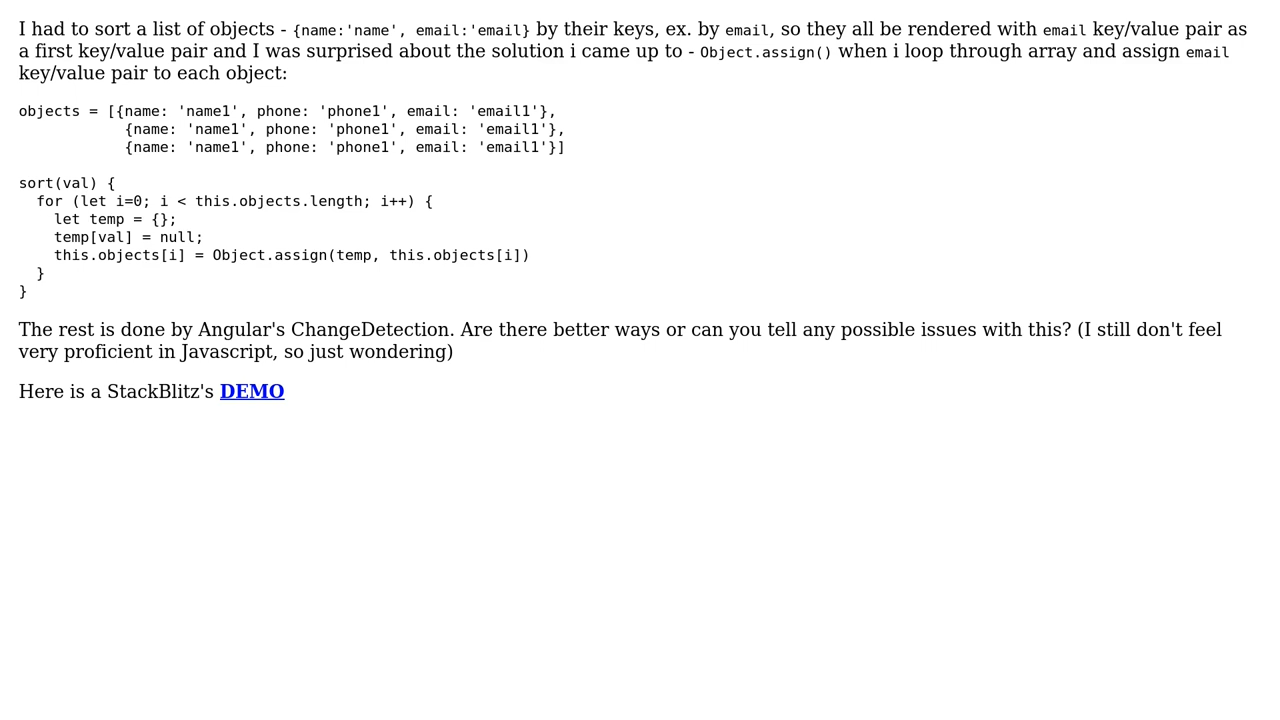 I had to sort a list of objects - {name:'name', email:'email} by their keys, ex. by email, so they all be rendered with email key/value pair as
a first key/value pair and I was surprised about the solution i came up to - Object.assign() when i loop through array and assign email
key/value pair to each object:
objects = [{name: 'name1', phone: 'phone1', email: 'email1'},
            {name: 'name1', phone: 'phone1', email: 'email1'},
            {name: 'name1', phone: 'phone1', email: 'email1'}]
sort(val) {
  for (let i=0; i < this.objects.length; i++) {
    let temp = {};
    temp[val] = null;
    this.objects[i] = Object.assign(temp, this.objects[i])
  }
}
The rest is done by Angular's ChangeDetection. Are there better ways or can you tell any possible issues with this? (I still don't feel
very proficient in Javascript, so just wondering)
Here is a StackBlitz's DEMO